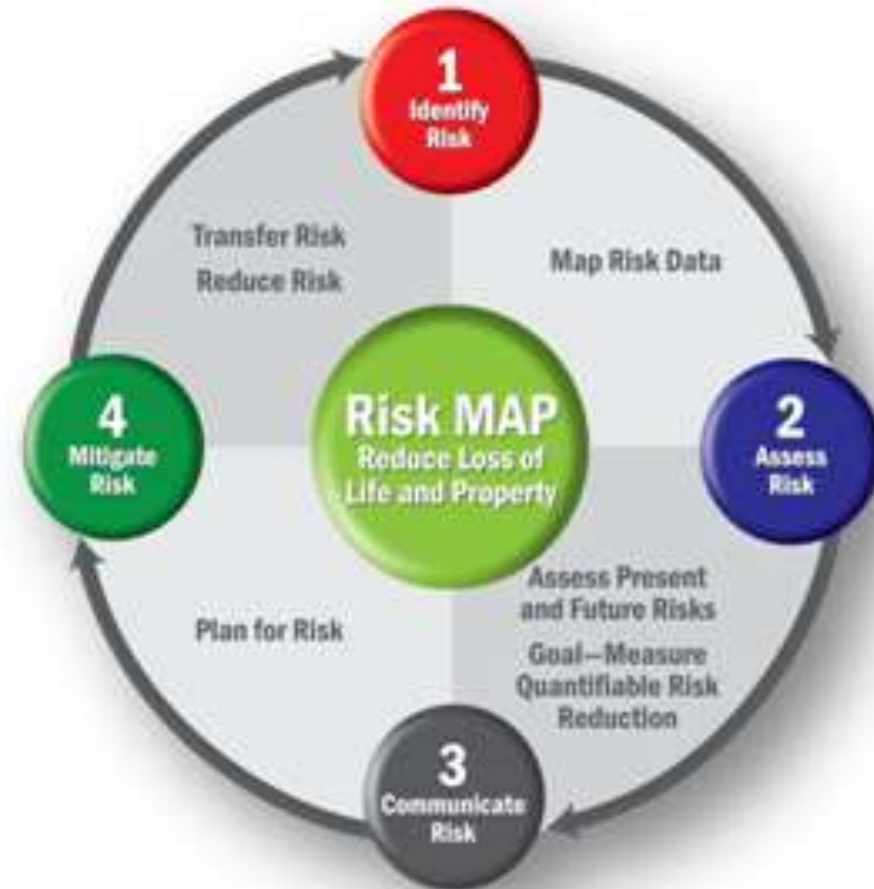 1
Identify
Risk
Transfer Risk
Reduce Risk
Map Risk Data
Risk MAP
Reduce Loss of
Life and Property
4
Mitigate
Risk
2
Assess
Risk
Assess Present
and Future Risks
Goal—Measure
Quantifiable Risk
Reduction
Plan for Risk
3
Communicate
Risk